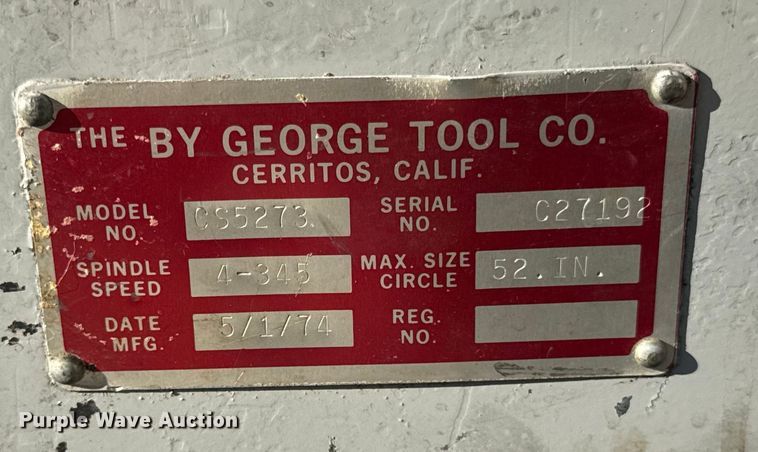 THE BY GEORGE TOOL CO.
CERRITOS, CALIF.
MODEL NO. CS5273 SERIAL NO. C27192
SPINDLE SPEED 4-345 MAX. SIZE CIRCLE 52.IN.
DATE MFG. 5/1/74 REG. NO.
Purple Wave Auction